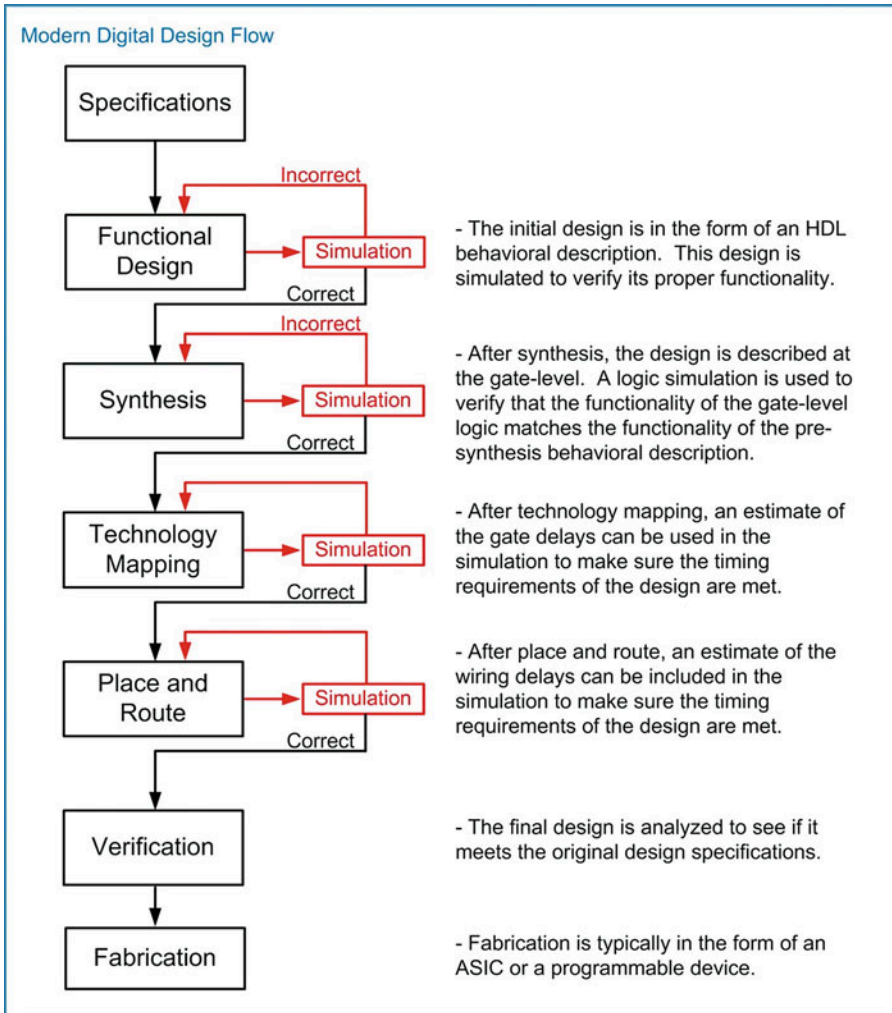 Modern Digital Design Flow
Specifications
Incorrect
Functional
Design
Simulation
- The initial design is in the form of an HDL
behavioral description. This design is
simulated to verify its proper functionality.
Correct
Incorrect
Synthesis
Simulation
- After synthesis, the design is described at
the gate-level. A logic simulation is used to
verify that the functionality of the gate-level
logic matches the functionality of the pre-
synthesis behavioral description.
Correct
Technology
Mapping
Simulation
- After technology mapping, an estimate of
the gate delays can be used in the
simulation to make sure the timing
requirements of the design are met.
Correct
Place and
Route
Simulation
- After place and route, an estimate of the
wiring delays can be included in the
simulation to make sure the timing
requirements of the design are met.
Correct
Verification
- The final design is analyzed to see if it
meets the original design specifications.
Fabrication
- Fabrication is typically in the form of an
ASIC or a programmable device.